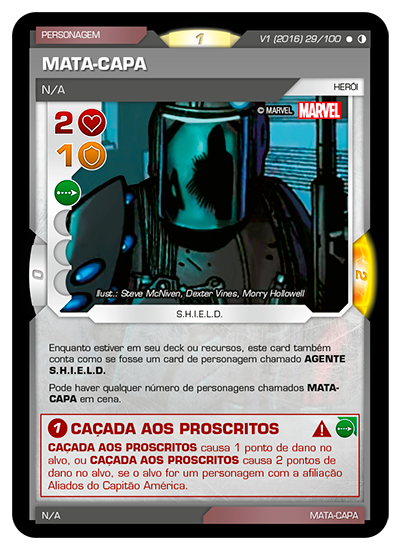 PERSONAGEM
1
V1 (2016) 29/100
MATA-CAPA
N/A
HERÓI
2
© MARVEL MARVEL
1
0
2
Ilust.: Steve McNiven, Dexter Vines, Morry Hollowell
S.H.I.E.L.D.
Enquanto estiver em seu deck ou recursos, este card também
conta como se fosse um card de personagem chamado AGENTE
S.H.I.E.L.D.
Pode haver qualquer número de personagens chamados MATA-
CAPA em cena.
1 CAÇADA AOS PROSCRITOS
CAÇADA AOS PROSCRITOS causa 1 ponto de dano no
alvo, ou CAÇADA AOS PROSCRITOS causa 2 pontos de
dano no alvo, se o alvo for um personagem com a afiliação
Aliados do Capitão América.
N/A
MATA-CAPA